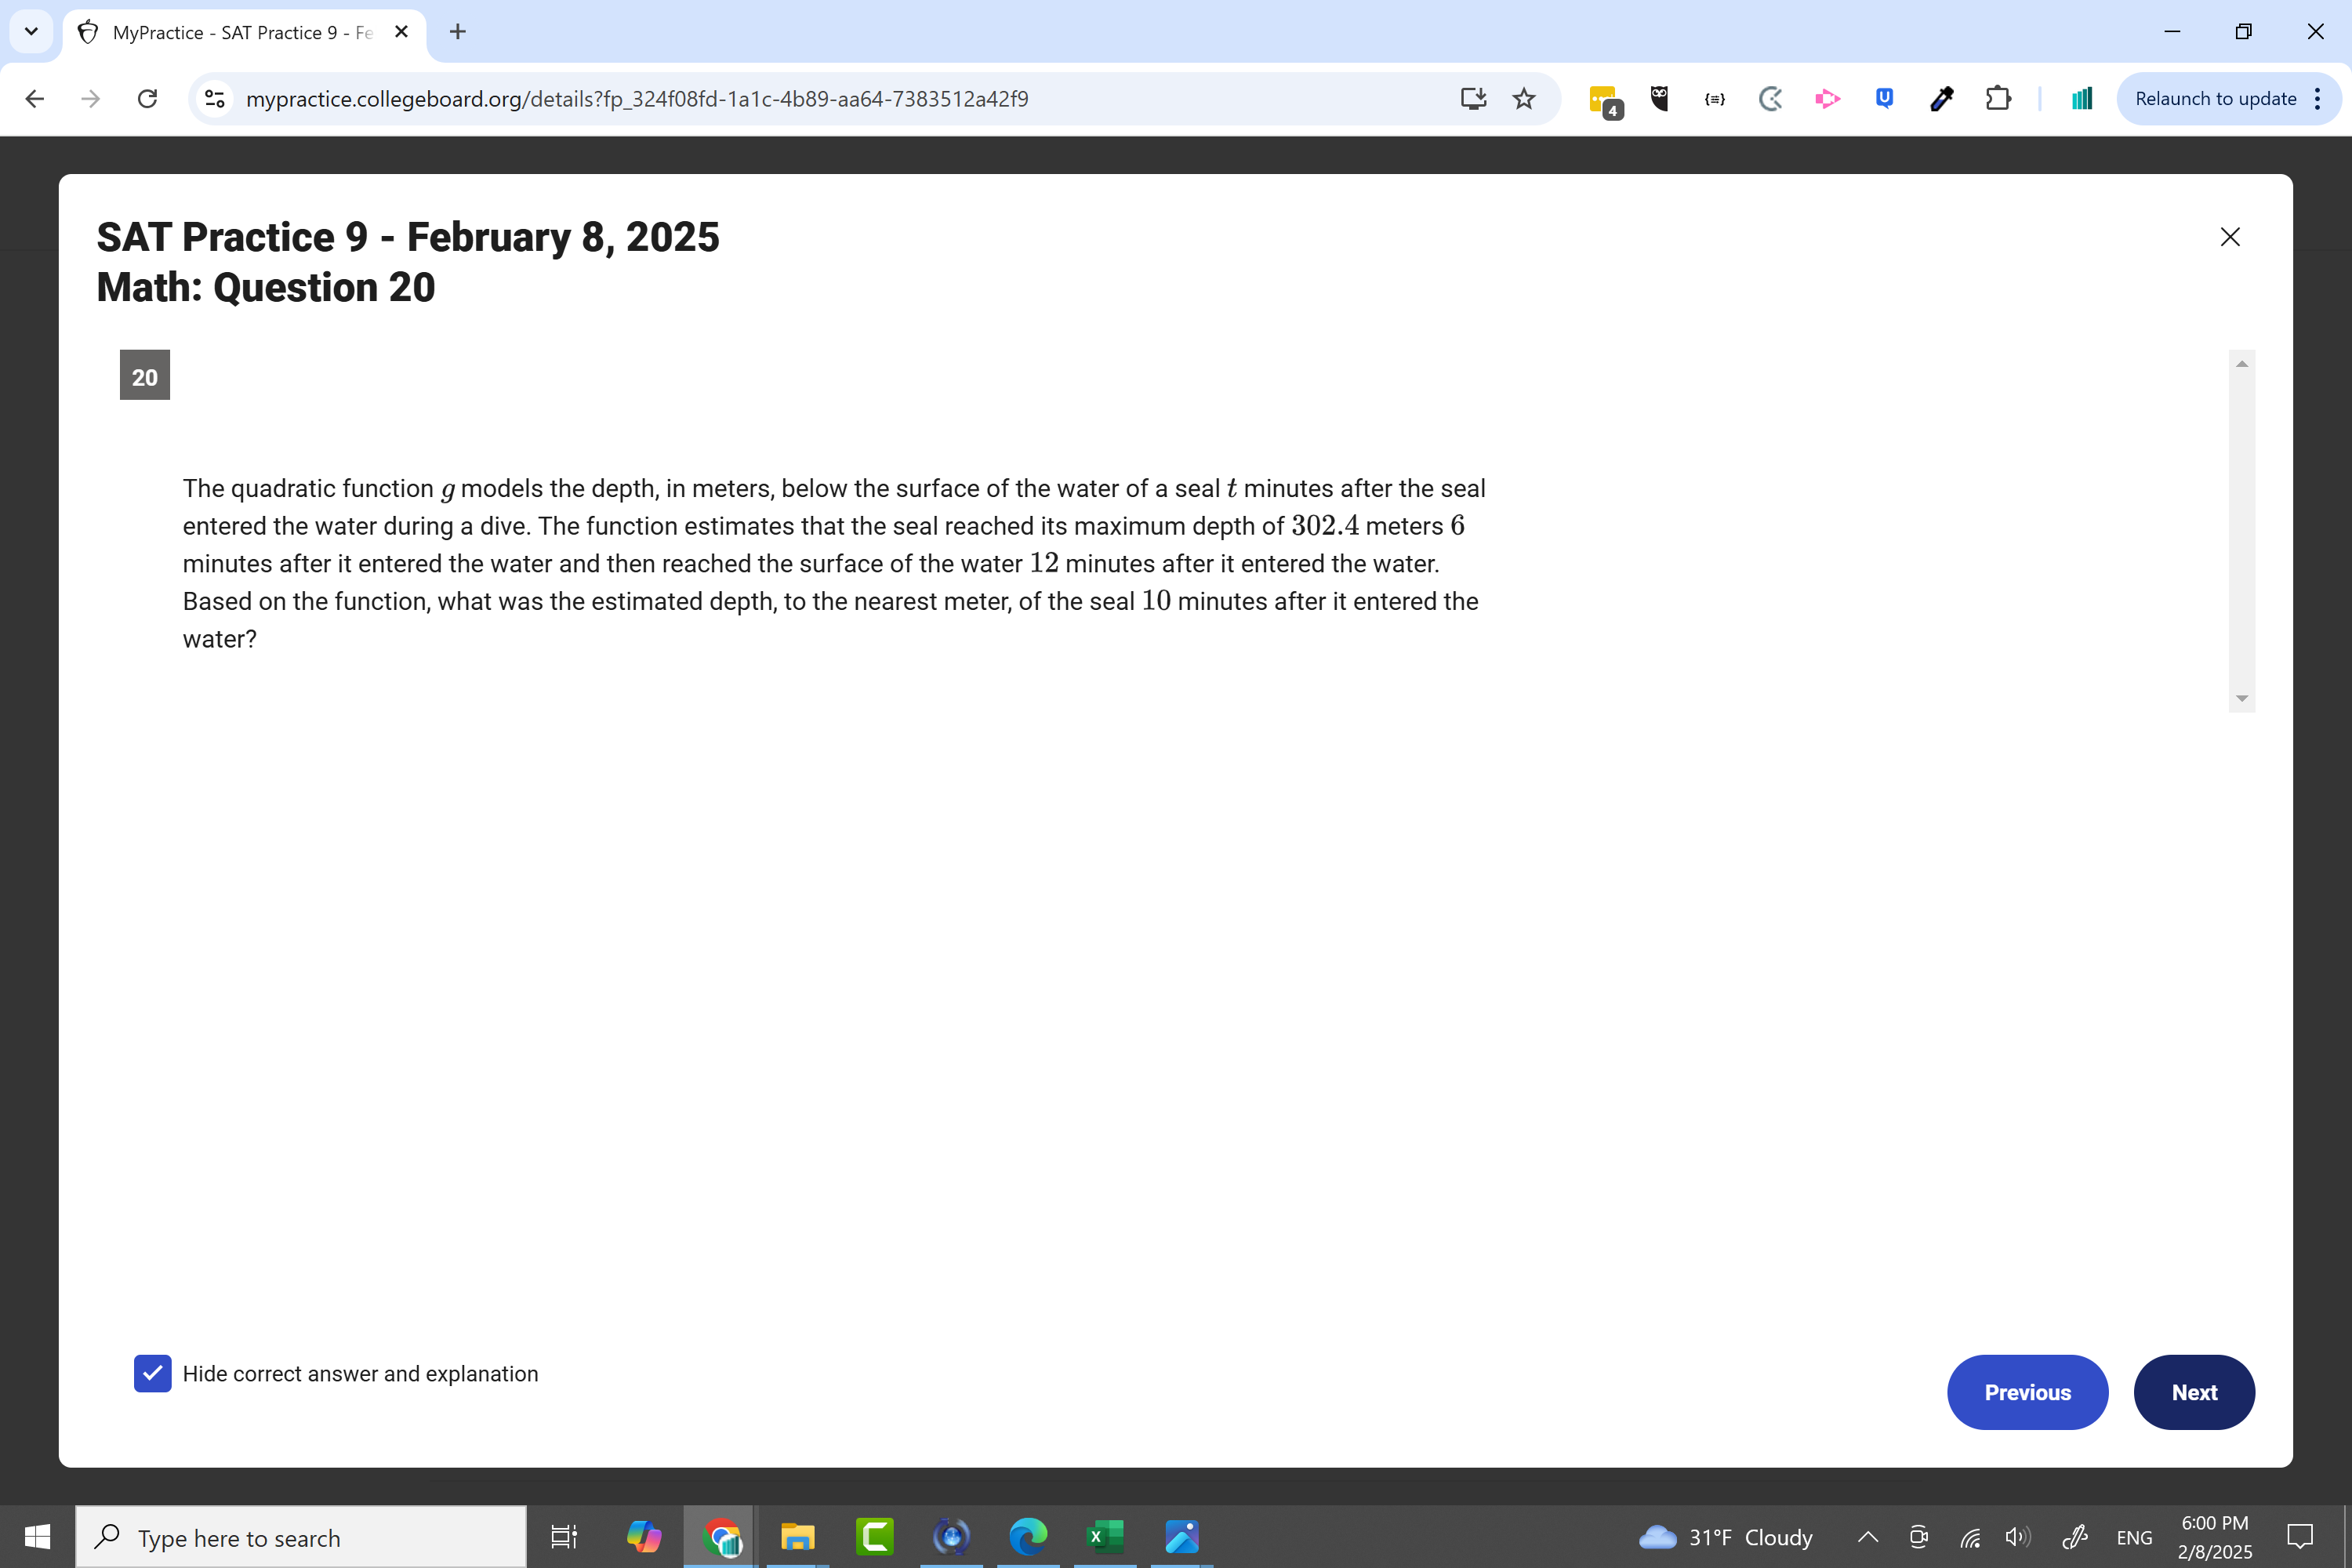 MyPractice - SAT Practice 9 - Fe
mypractice.collegeboard.org/details?fp_324f08fd-1a1c-4b89-aa64-7383512a42f9
4
{≡}
U
Relaunch to update
SAT Practice 9 - February 8, 2025
Math: Question 20
20
The quadratic function g models the depth, in meters, below the surface of the water of a seal t minutes after the seal
entered the water during a dive. The function estimates that the seal reached its maximum depth of 302.4 meters 6
minutes after it entered the water and then reached the surface of the water 12 minutes after it entered the water.
Based on the function, what was the estimated depth, to the nearest meter, of the seal 10 minutes after it entered the
water?
Hide correct answer and explanation
Previous
Next
Type here to search
31°F Cloudy
ENG
6:00 PM
2/8/2025